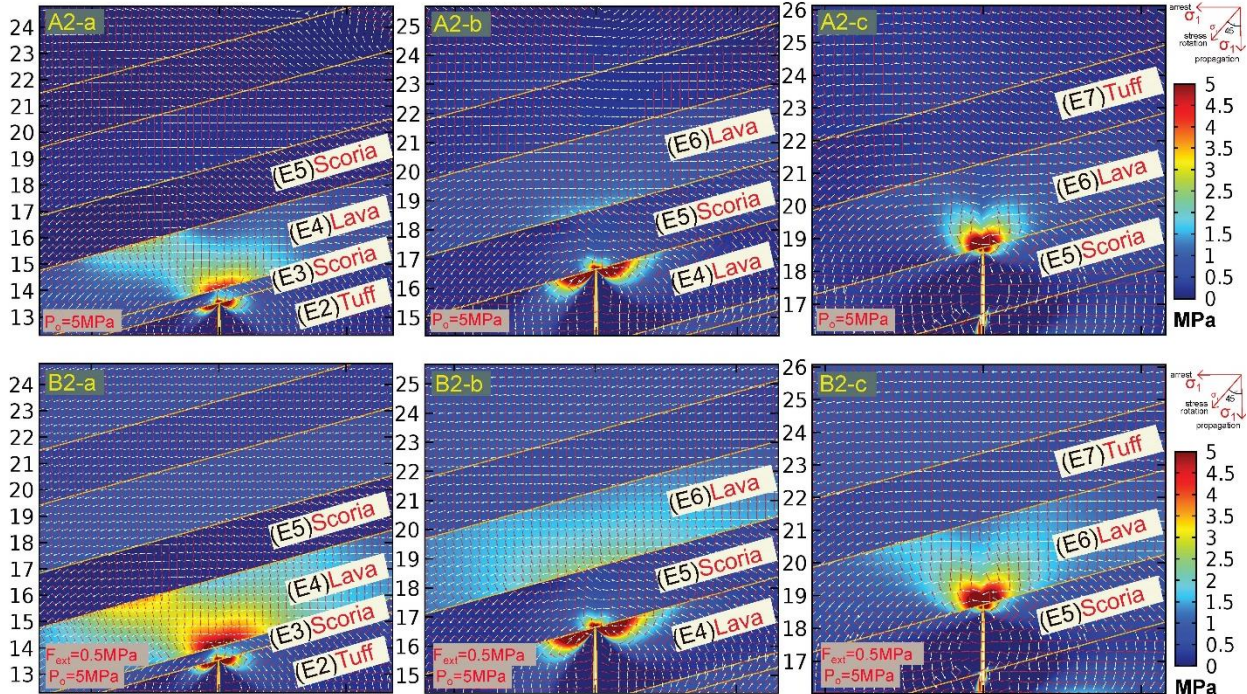 A2-a
24
23
22
21
20
19
18
17
16
15
14
13
(E5)Scoria
(E4)Lava
(E3)Scoria
(E2)Tuff
P₀=5MPa
A2-b
25
24
23
22
21
20
19
18
17
16
15
(E6)Lava
(E5)Scoria
(E4)Lava
P₀=5MPa
A2-c
26
25
24
23
22
21
20
19
18
17
(E7)Tuff
(E6)Lava
(E5)Scoria
P₀=5MPa
arrest
σ₁
σ
45
stress
rotation
σ₁
propagation
5
4.5
4
3.5
3
2.5
2
1.5
1
0.5
0
MPa
B2-a
24
23
22
21
20
19
18
17
16
15
14
13
(E5)Scoria
(E4)Lava
(E3)Scoria
(E2)Tuff
Fext=0.5MPa
P₀=5MPa
B2-b
25
24
23
22
21
20
19
18
17
16
15
(E6)Lava
(E5)Scoria
(E4)Lava
Fext=0.5MPa
P₀=5MPa
B2-c
26
25
24
23
22
21
20
19
18
17
(E7)Tuff
(E6)Lava
(E5)Scoria
Fext=0.5MPa
P₀=5MPa
arrest
σ₁
σ
45
stress
rotation
σ₁
propagation
5
4.5
4
3.5
3
2.5
2
1.5
1
0.5
0
MPa